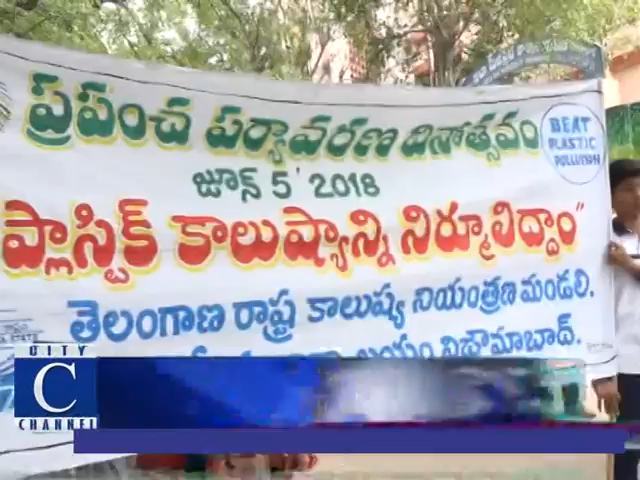 ప్రపంచ పర్యావరణ దినోత్సవం
BEAT
PLASTIC
POLLUTION
జూన్ 5' 2018
ప్లాస్టిక్ కాలుష్యాన్ని నిర్మూలిద్దాం"
తెలంగాణ రాష్ట్ర కాలుష్య నియంత్రణ మండలి.
CITY
C
CHANNEL